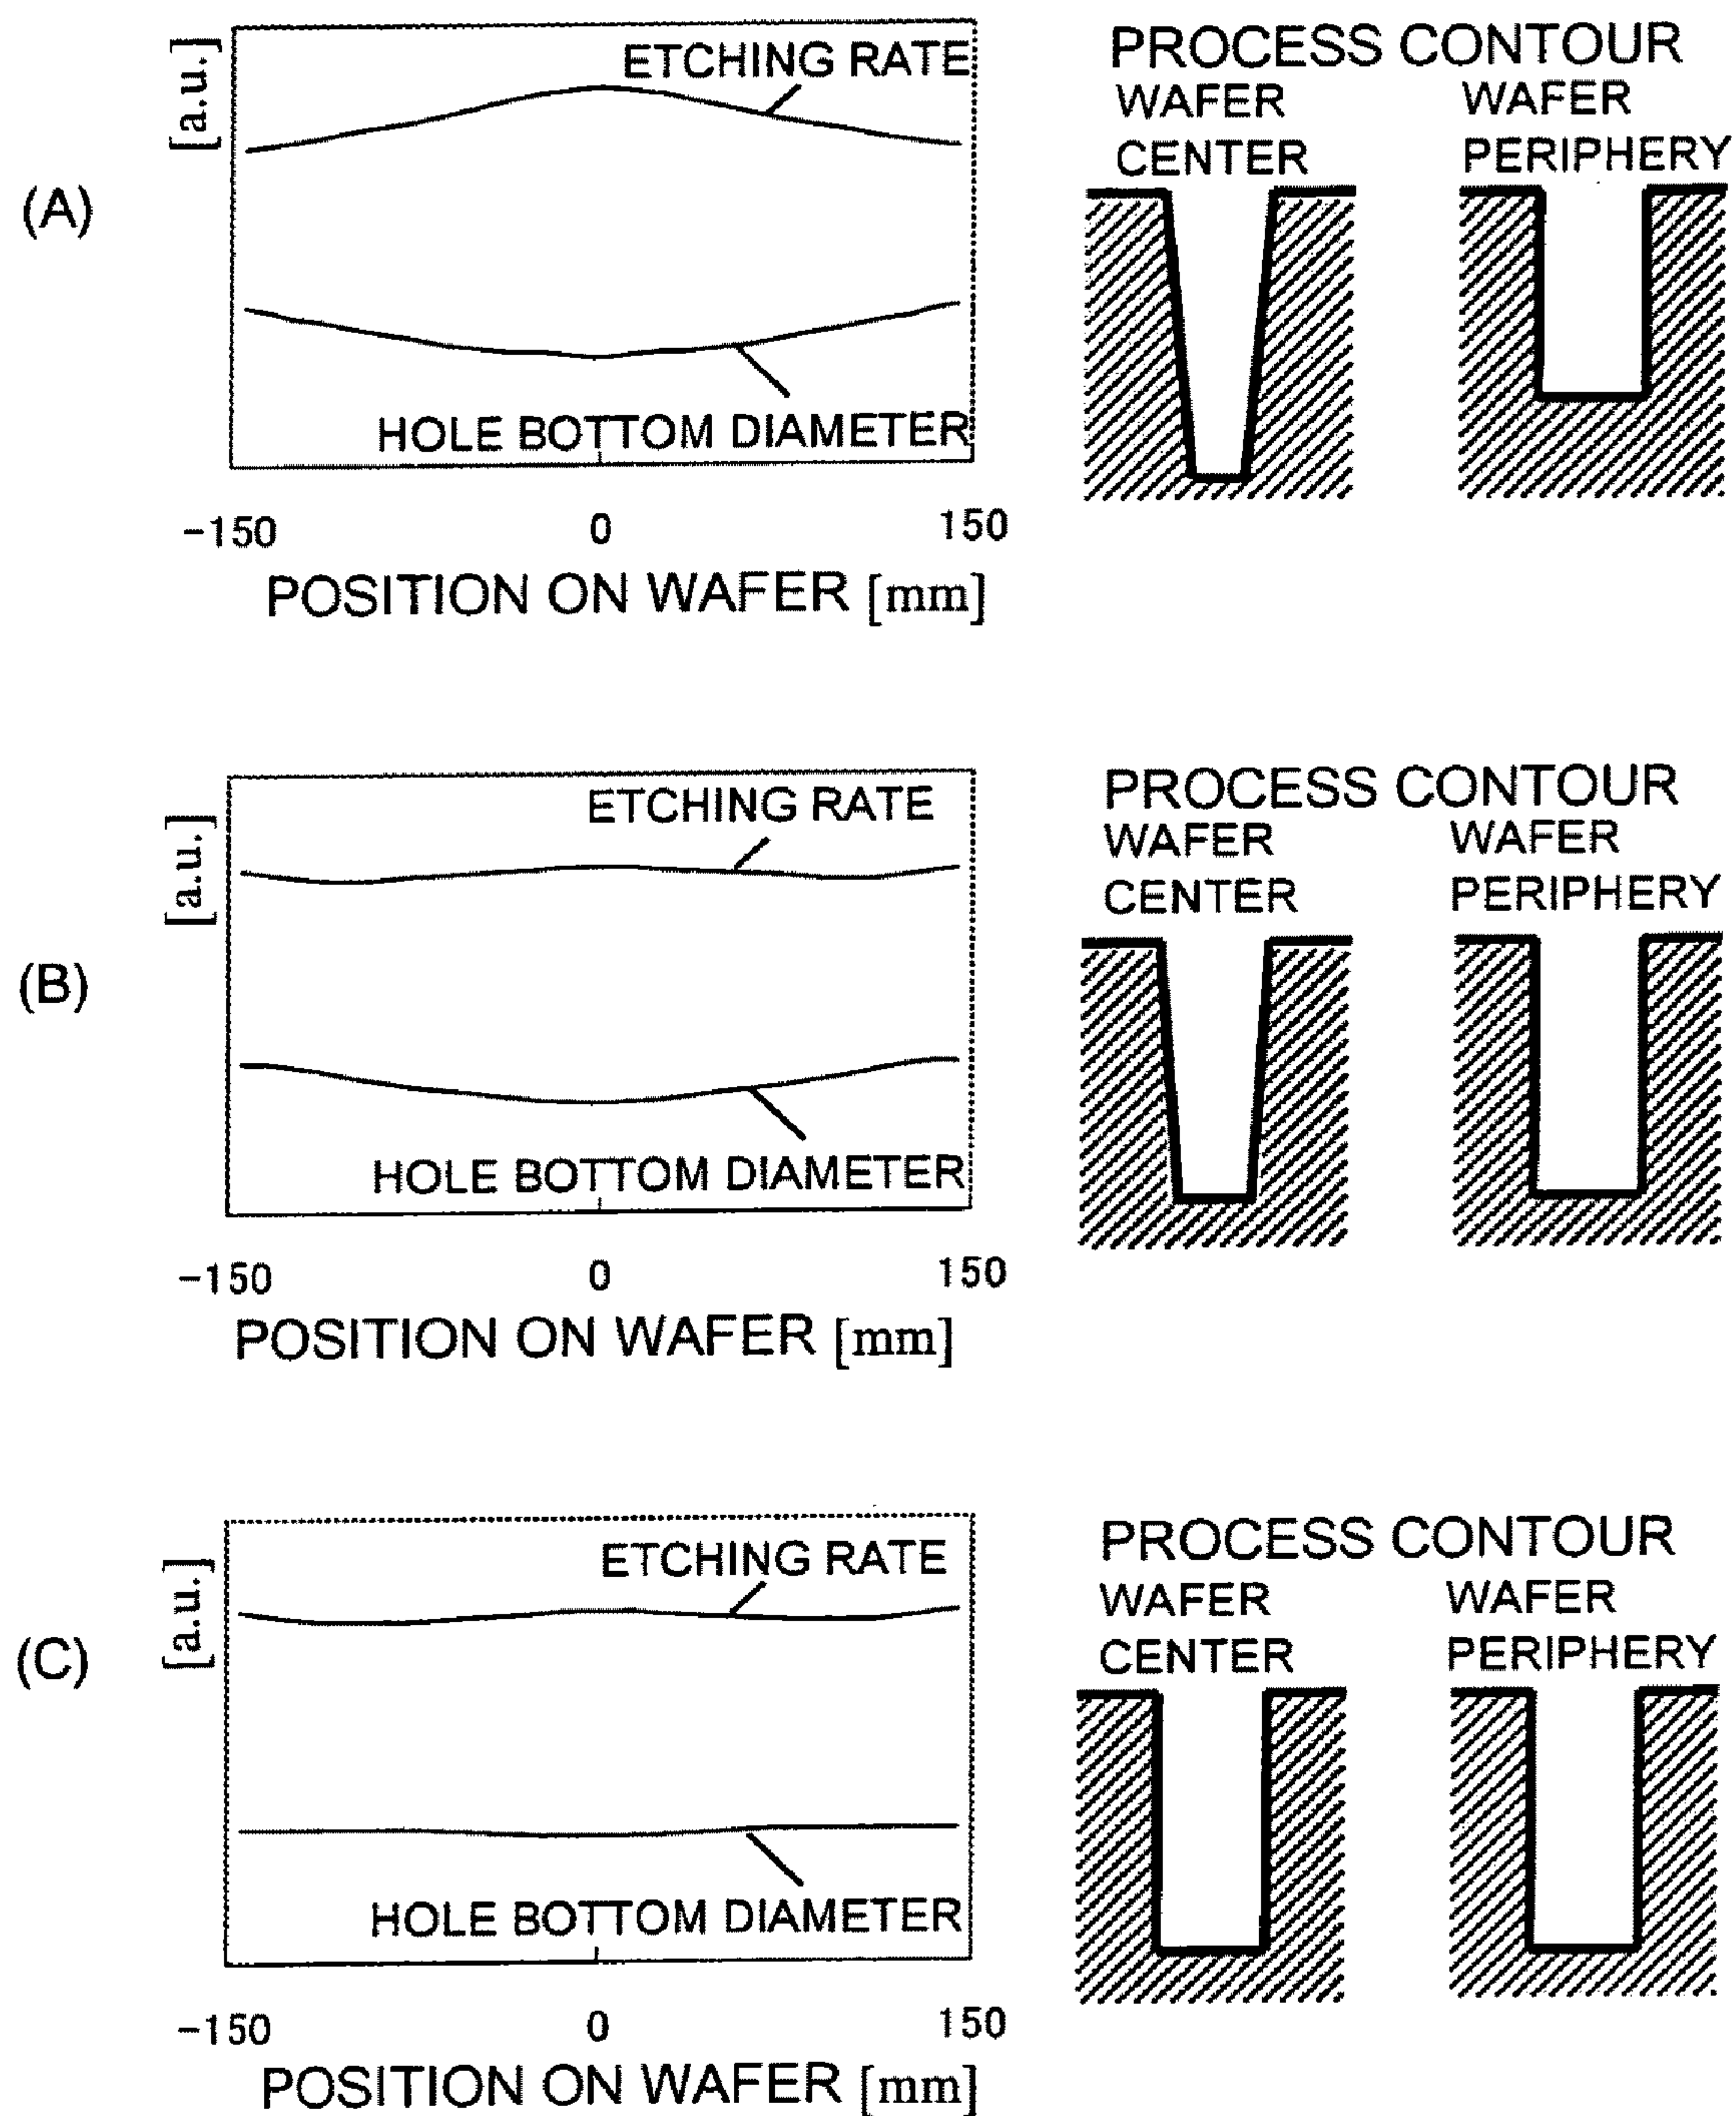 (A)
[a.u.]
ETCHING RATE
HOLE BOTTOM DIAMETER
-150 0 150
POSITION ON WAFER [mm]
PROCESS CONTOUR
WAFER CENTER
WAFER PERIPHERY
(B)
[a.u.]
ETCHING RATE
HOLE BOTTOM DIAMETER
-150 0 150
POSITION ON WAFER [mm]
PROCESS CONTOUR
WAFER CENTER
WAFER PERIPHERY
(C)
[a.u.]
ETCHING RATE
HOLE BOTTOM DIAMETER
-150 0 150
POSITION ON WAFER [mm]
PROCESS CONTOUR
WAFER CENTER
WAFER PERIPHERY